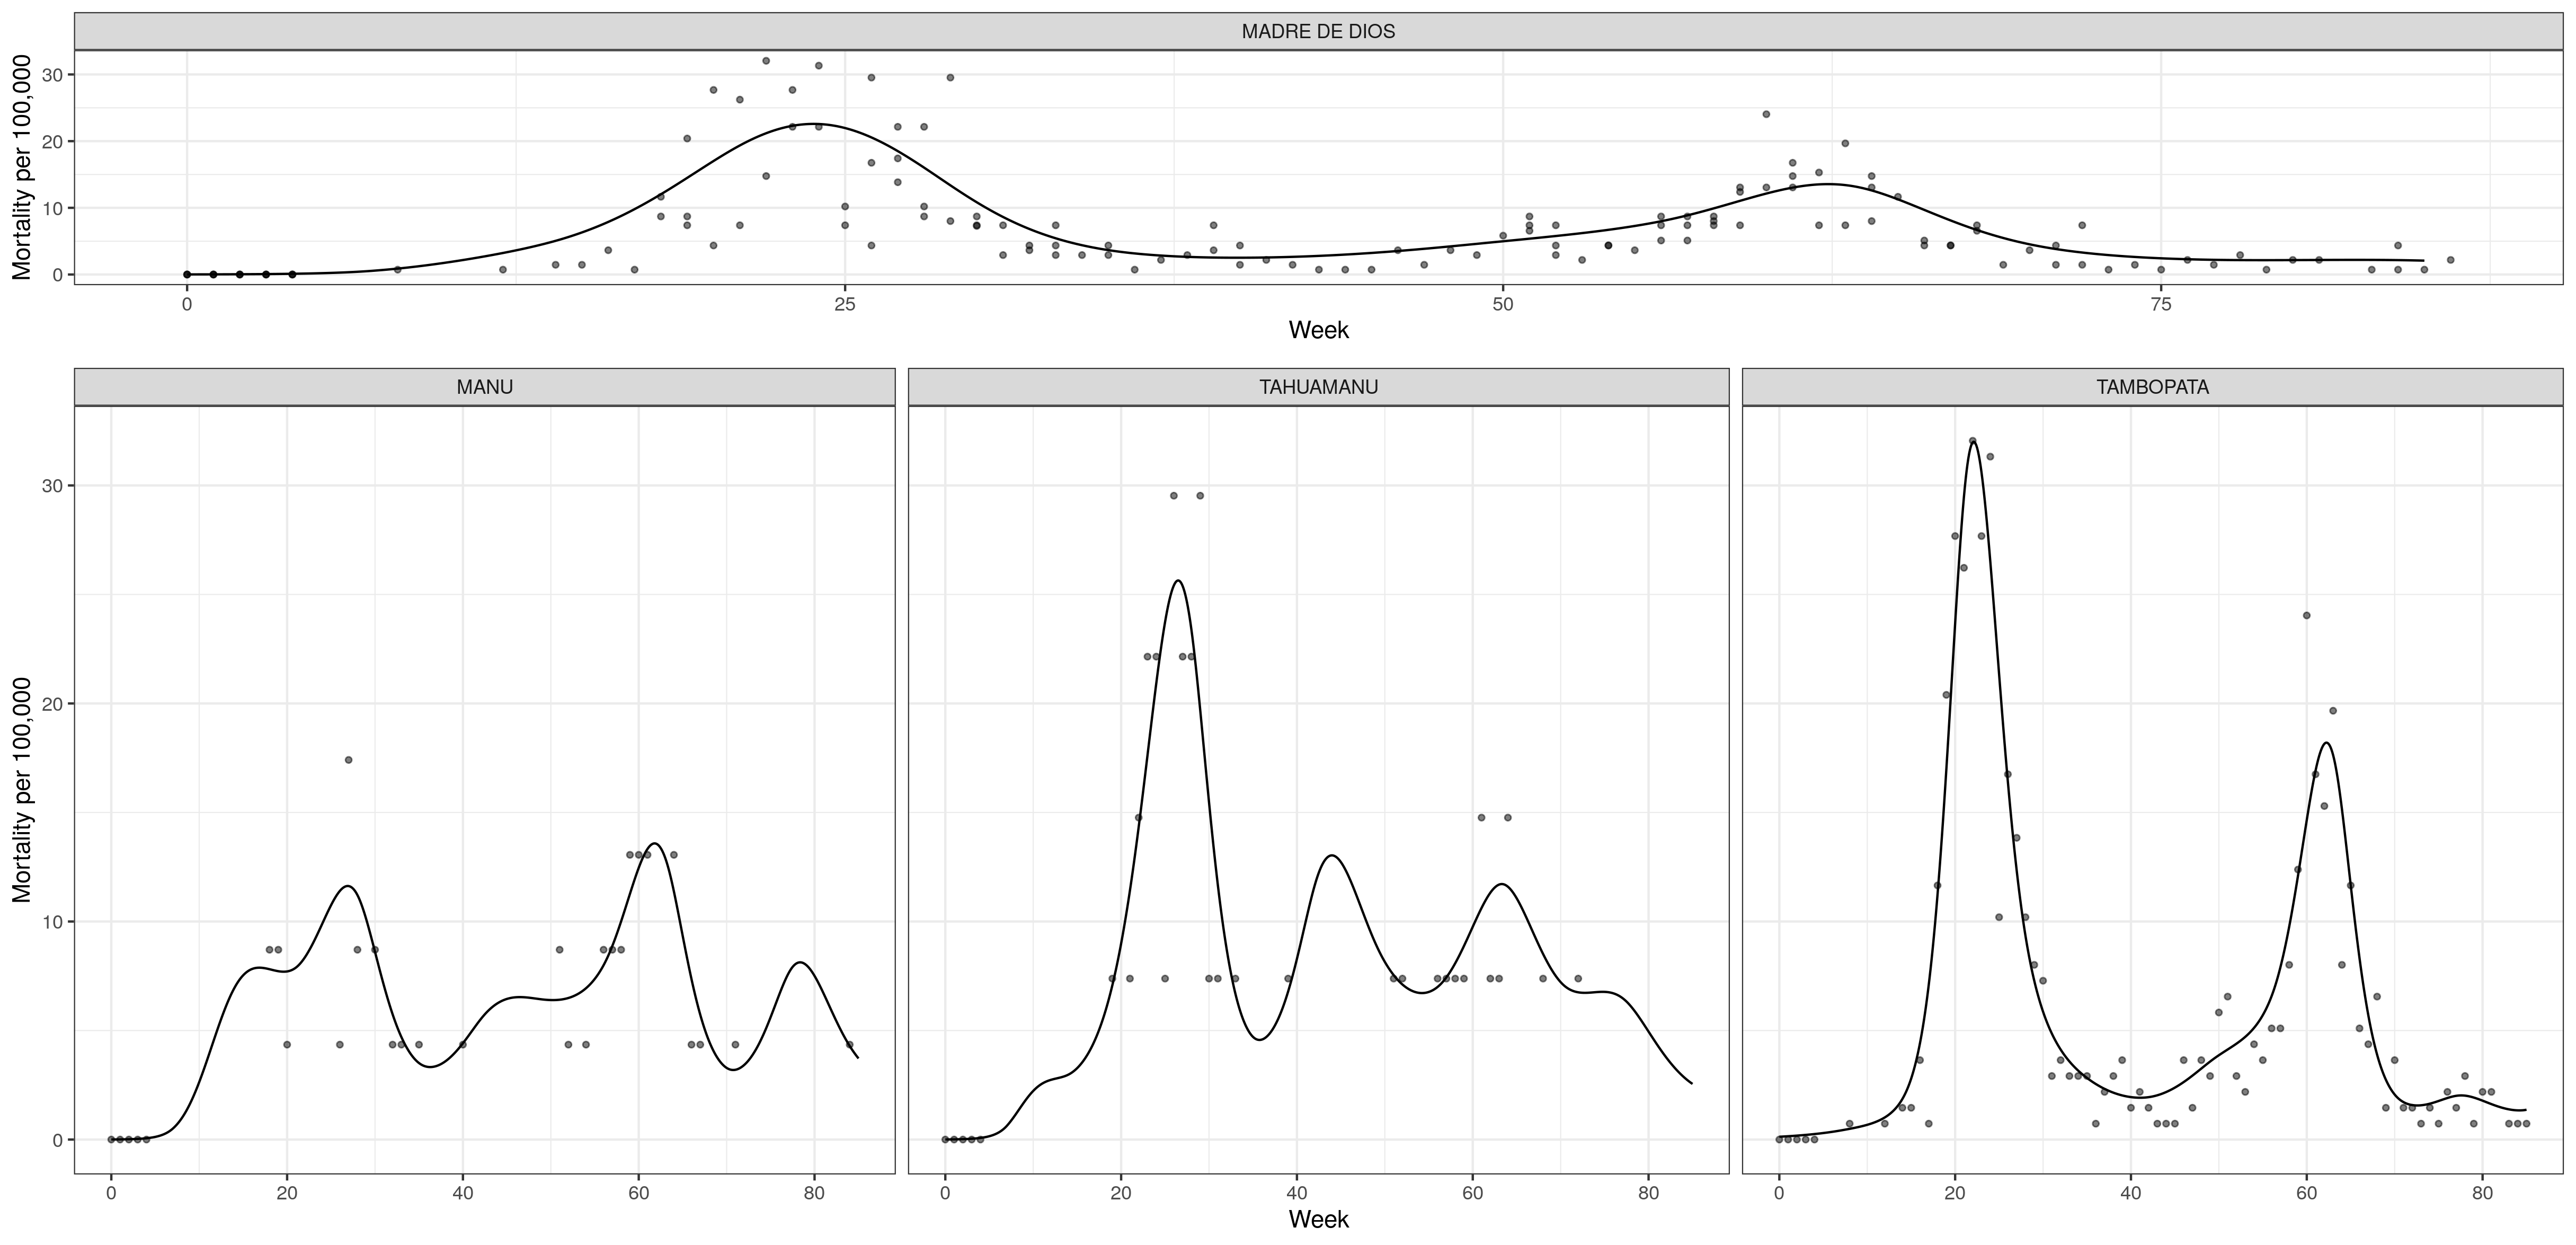 MADRE DE DIOS
Mortality per 100,000
30
20
10
0
0 25 50 75
Week
MANU TAHUAMANU TAMBOPATA
Mortality per 100,000
30
20
10
0
0 20 40 60 80 0 20 40 60 80 0 20 40 60 80
Week